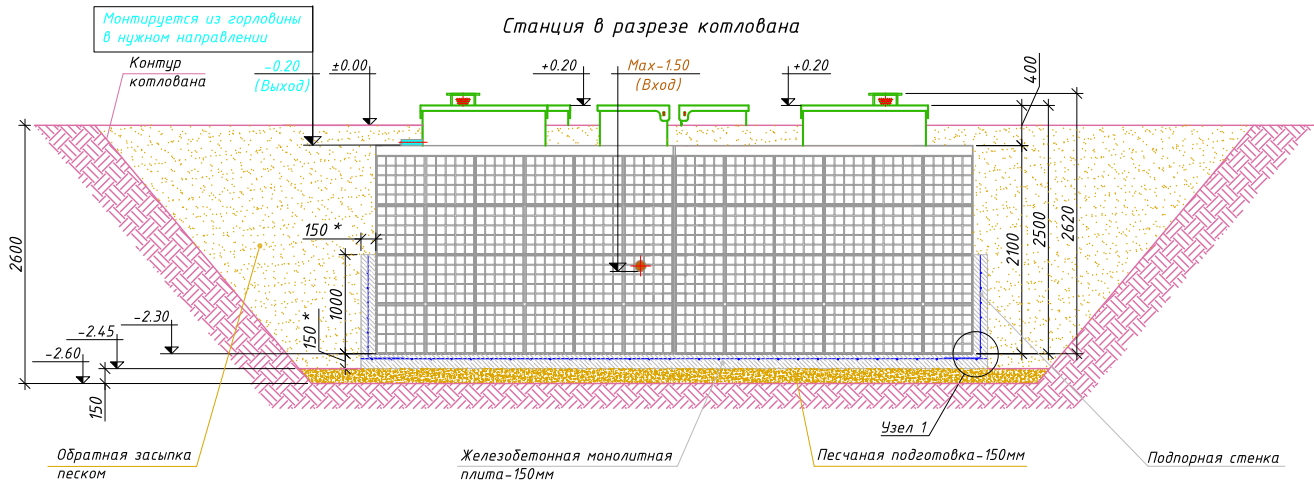 Станция в разрезе котлована
Монтируется из горловины
в нужном направлении
Контур
котлована
-0.20
(Выход)
±0.00
+0.20
Max-1.50
(Вход)
+0.20
400
2600
150 *
1000
150 *
2100
2500
2620
-2.30
-2.45
-2.60
150
Узел 1
Обратная засыпка
песком
Железобетонная монолитная
плита-150мм
Песчаная подготовка-150мм
Подпорная стенка